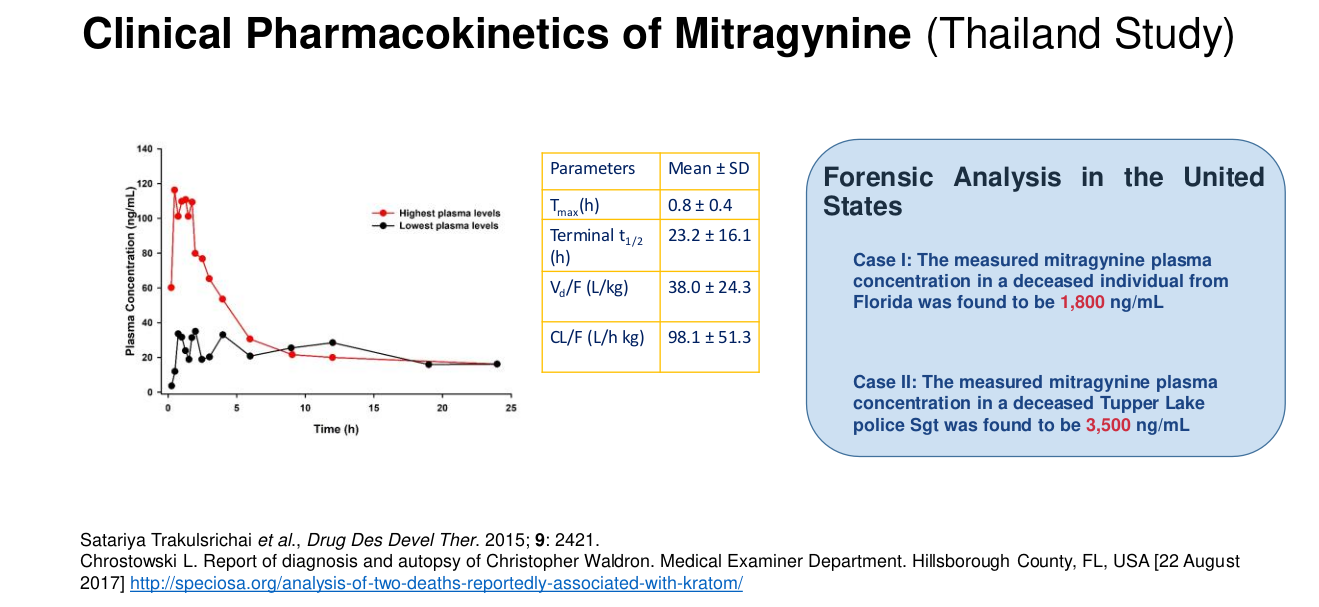 Clinical Pharmacokinetics of Mitragynine (Thailand Study)
140
120
100
80
60
40
20
0
Plasma Concentration (ng/mL)
Highest plasma levels
Lowest plasma levels
0 5 10 15 20 25
Time (h)
Parameters Mean ± SD
Tmax(h) 0.8 ± 0.4
Terminal t1/2 23.2 ± 16.1
(h)
Vd/F (L/kg) 38.0 ± 24.3
CL/F (L/h kg) 98.1 ± 51.3
Forensic Analysis in the United
States
Case I: The measured mitragynine plasma
concentration in a deceased individual from
Florida was found to be 1,800 ng/mL
Case II: The measured mitragynine plasma
concentration in a deceased Tupper Lake
police Sgt was found to be 3,500 ng/mL
Satariya Trakulsrichai et al., Drug Des Devel Ther. 2015; 9: 2421.
Chrostowski L. Report of diagnosis and autopsy of Christopher Waldron. Medical Examiner Department. Hillsborough County, FL, USA [22 August
2017] http://speciosa.org/analysis-of-two-deaths-reportedly-associated-with-kratom/